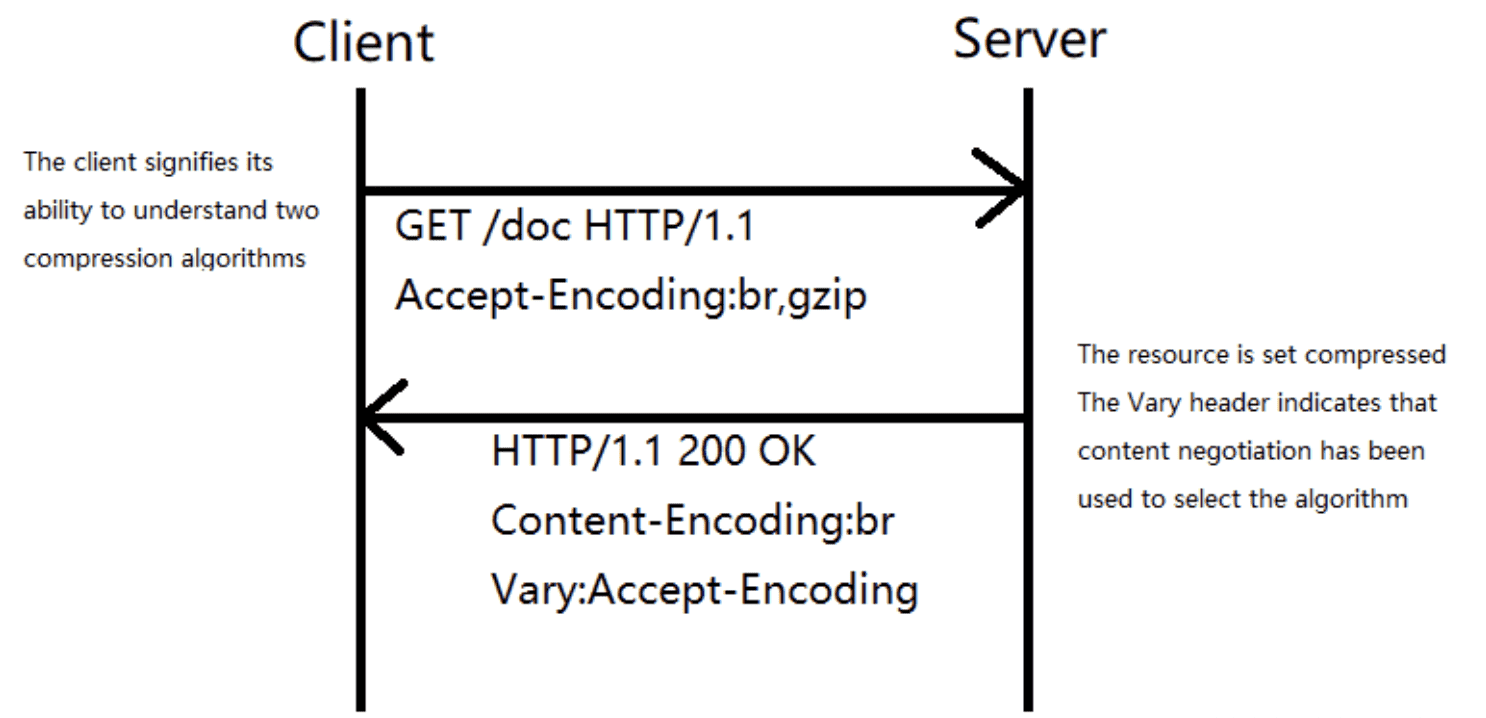 Client
Server
The client signifies its
ability to understand two
compression algorithms
GET /doc HTTP/1.1
Accept-Encoding:br,gzip
The resource is set compressed
The Vary header indicates that
content negotiation has been
used to select the algorithm
HTTP/1.1 200 OK
Content-Encoding:br
Vary:Accept-Encoding